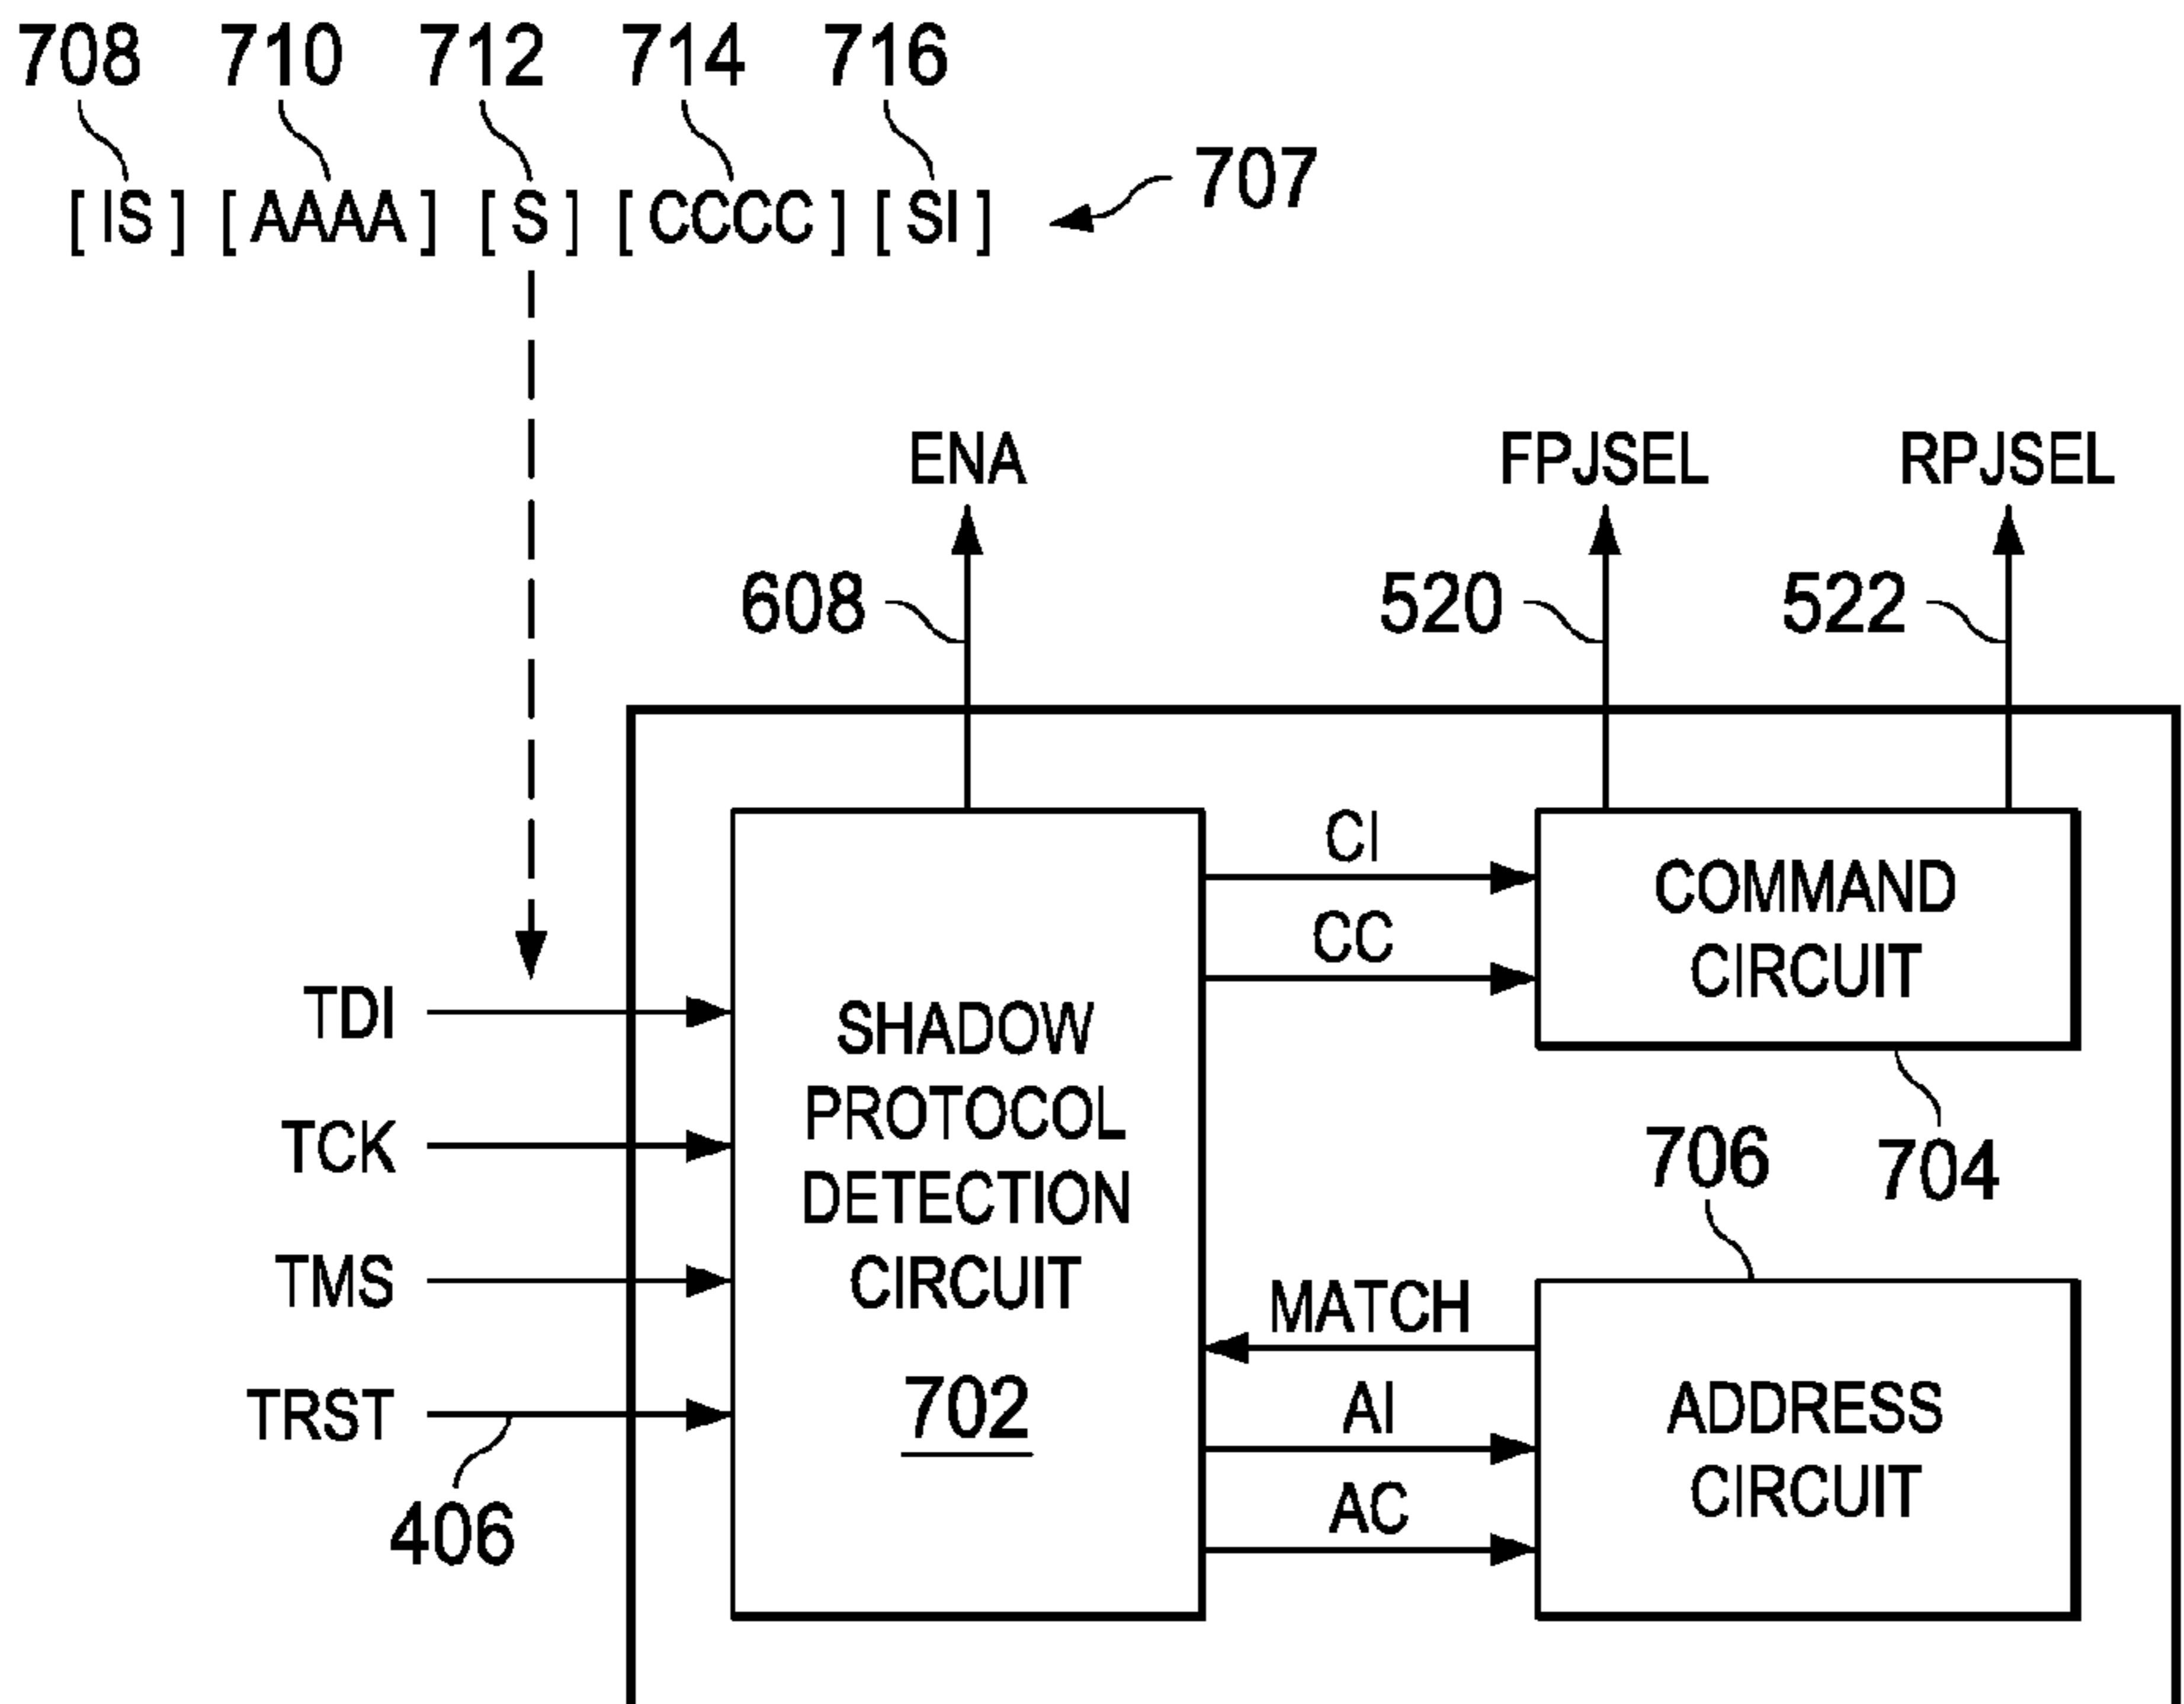 708 710 712 714 716
[ IS ] [ AAAA ] [ S ] [ CCCC ] [ SI ] 707
ENA FPJSEL RPJSEL
608 520 522
CI
CC
COMMAND
CIRCUIT
704
TDI
TCK
TMS
TRST
406
SHADOW
PROTOCOL
DETECTION
CIRCUIT
702
706
MATCH
AI
AC
ADDRESS
CIRCUIT